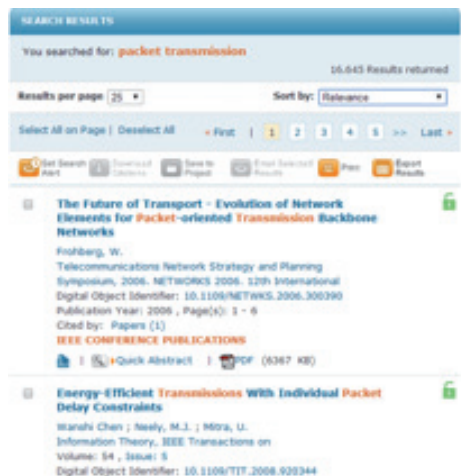 SEARCH RESULTS
You searched for: packet transmission
16,645 Results returned
Results per page 25 Sort by: Relevance
Select All on Page | Deselect All « First | 1 2 3 4 5 >> Last »
Get Search Alert Download Citations Save to Project Email Selected Results Print Export Results
The Future of Transport - Evolution of Network
Elements for Packet-oriented Transmission Backbone
Networks
Frohberg, W.
Telecommunications Network Strategy and Planning
Symposium, 2006. NETWORKS 2006. 12th International
Digital Object Identifier: 10.1109/NETWKS.2006.300390
Publication Year: 2006 , Page(s): 1 - 6
Cited by: Papers (1)
IEEE CONFERENCE PUBLICATIONS
| Quick Abstract | PDF (6367 KB)
Energy-Efficient Transmissions With Individual Packet
Delay Constraints
Wanshi Chen ; Neely, M.J. ; Mitra, U.
Information Theory, IEEE Transactions on
Volume: 54 , Issue: 5
Digital Object Identifier: 10.1109/TIT.2008.920344